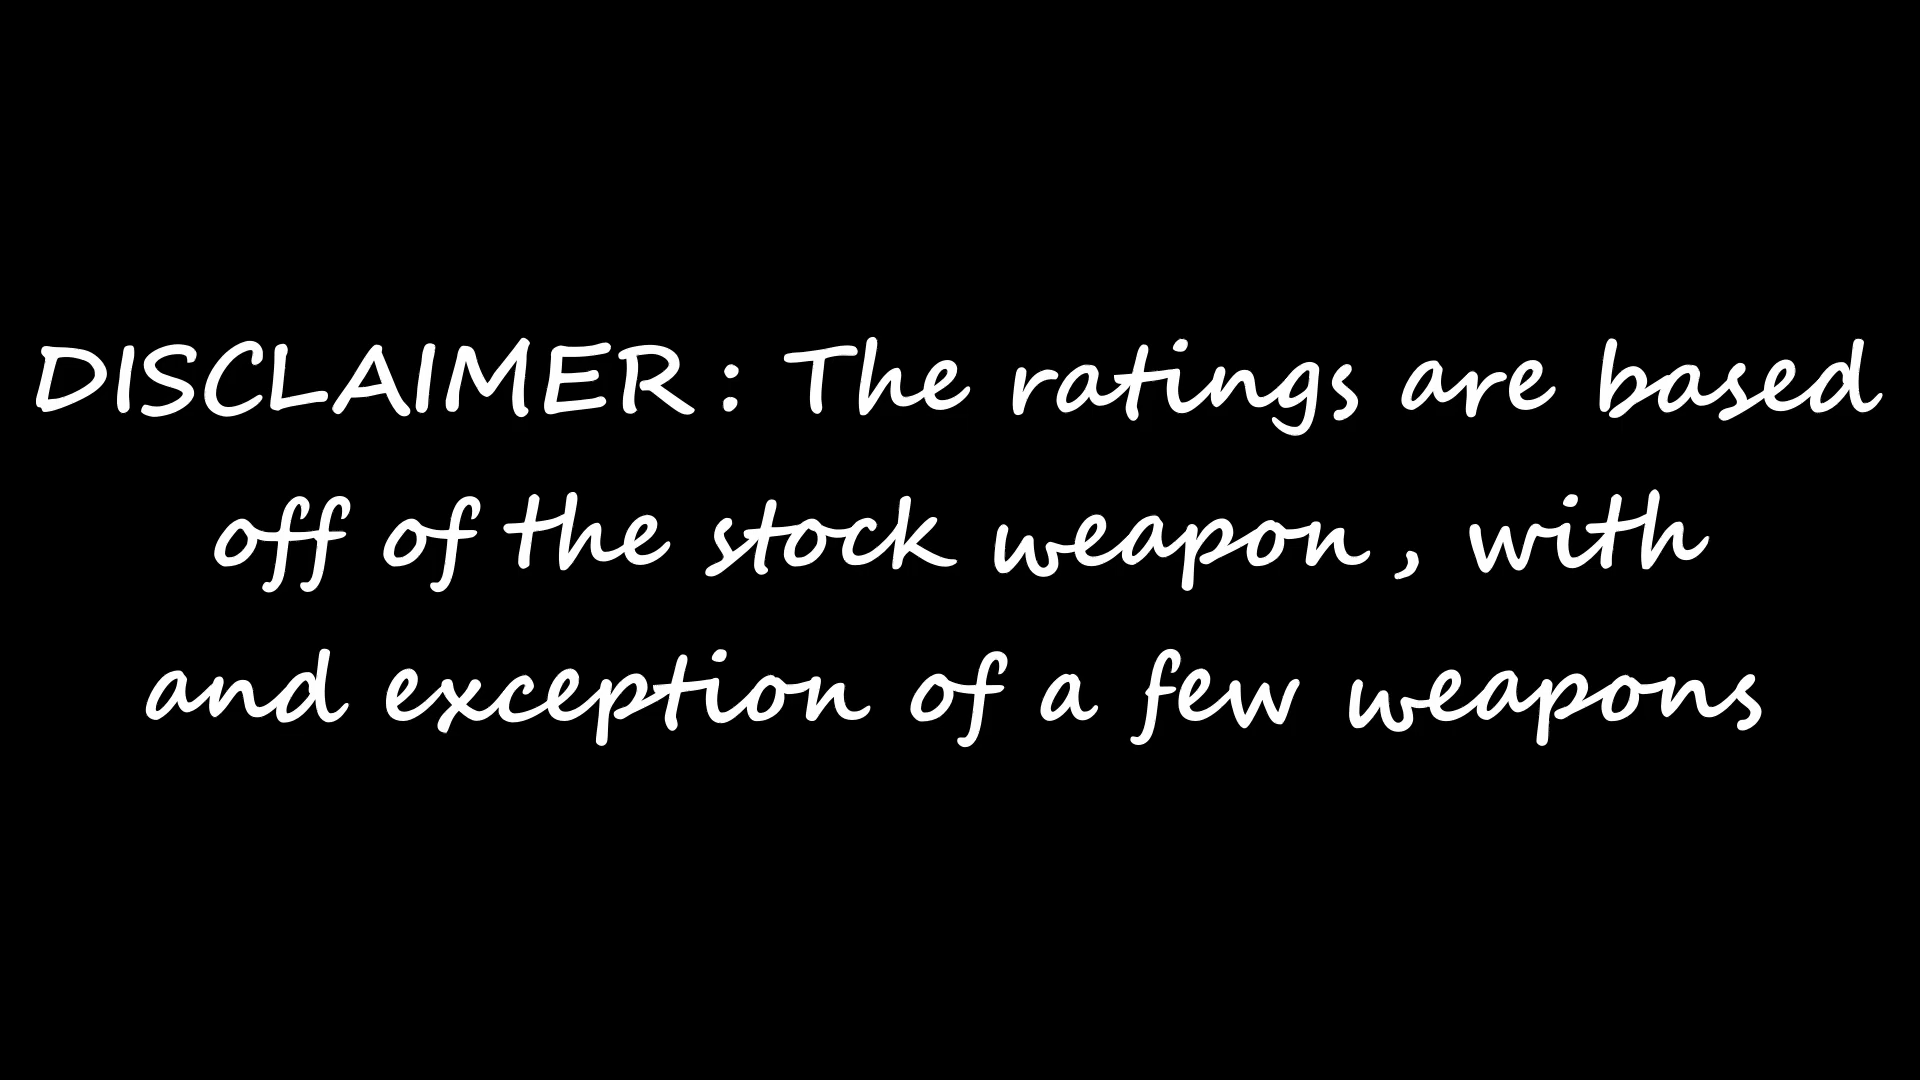 DISCLAIMER : The ratings are based
off of the stock weapon , with
and exception of a few weapons